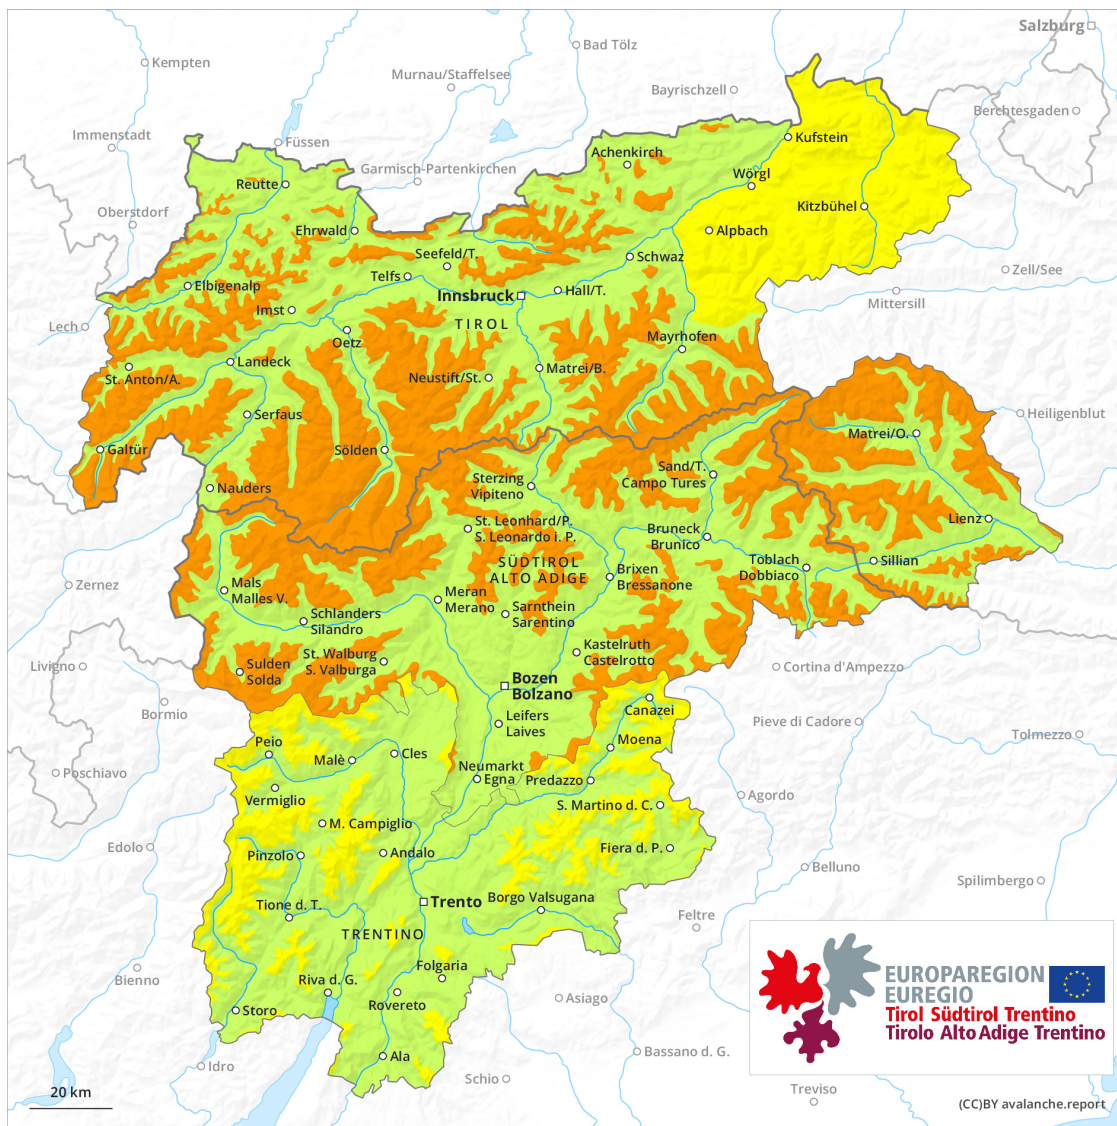 Salzburg
Bad Tölz
Kempten
Murnau/Staffelsee
Bayrischzell
Berchtesgaden
Immenstadt
Füssen
Kufstein
Achenkirch
Garmisch-Partenkirchen
Wörgl
Reutte
Kitzbühel
Oberstdorf
Ehrwald
Alpbach
Seefeld/T.
Schwaz
Telfs
Zell/See
Elbigenalp
Innsbruck
Hall/T.
Mittersill
Imst
TIROL
Lech
Oetz
Mayrhofen
Landeck
Matrei/B.
St. Anton/A.
Neustift/St.
Serfaus
Heiligenblut
Matrei/O.
Galtür
Sölden
Sand/T.
Campo Tures
Sterzing
Vipiteno
Nauders
St. Leonhard/P.
S. Leonardo i. P.
Lienz
Bruneck
Brunico
SÜDTIROL
ALTO ADIGE
Toblach
Dobbiaco
Sillian
Zernez
Mals
Malles V.
Brixen
Bressanone
Meran
Merano
Sarnthein
Sarentino
Schlanders
Silandro
Kastelruth
Castelrotto
St. Walburg
S. Valburga
Livigno
Sulden
Solda
Cortina d'Ampezzo
Bozen
Bolzano
Canazei
Bormio
Leifers
Laives
Pieve di Cadore
Tolmezzo
Peio
Moena
Cles
Malè
Poschiavo
Neumarkt
Egna
Predazzo
Vermiglio
Agordo
S. Martino d. C.
M. Campiglio
Edolo
Pinzolo
Andalo
Fiera d. P.
Belluno
Spilimbergo
Trento
Borgo Valsugana
Tione d. T.
Feltre
TRENTINO
Bienno
Folgaria
Riva d. G.
Rovereto
Asiago
Storo
EUROPAREGION
EUREGIO
Tirol Südtirol Trentino
Tirolo Alto Adige Trentino
Ala
Bassano d. G.
Idro
Schio
Treviso
20 km
(CC)BY avalanche.report